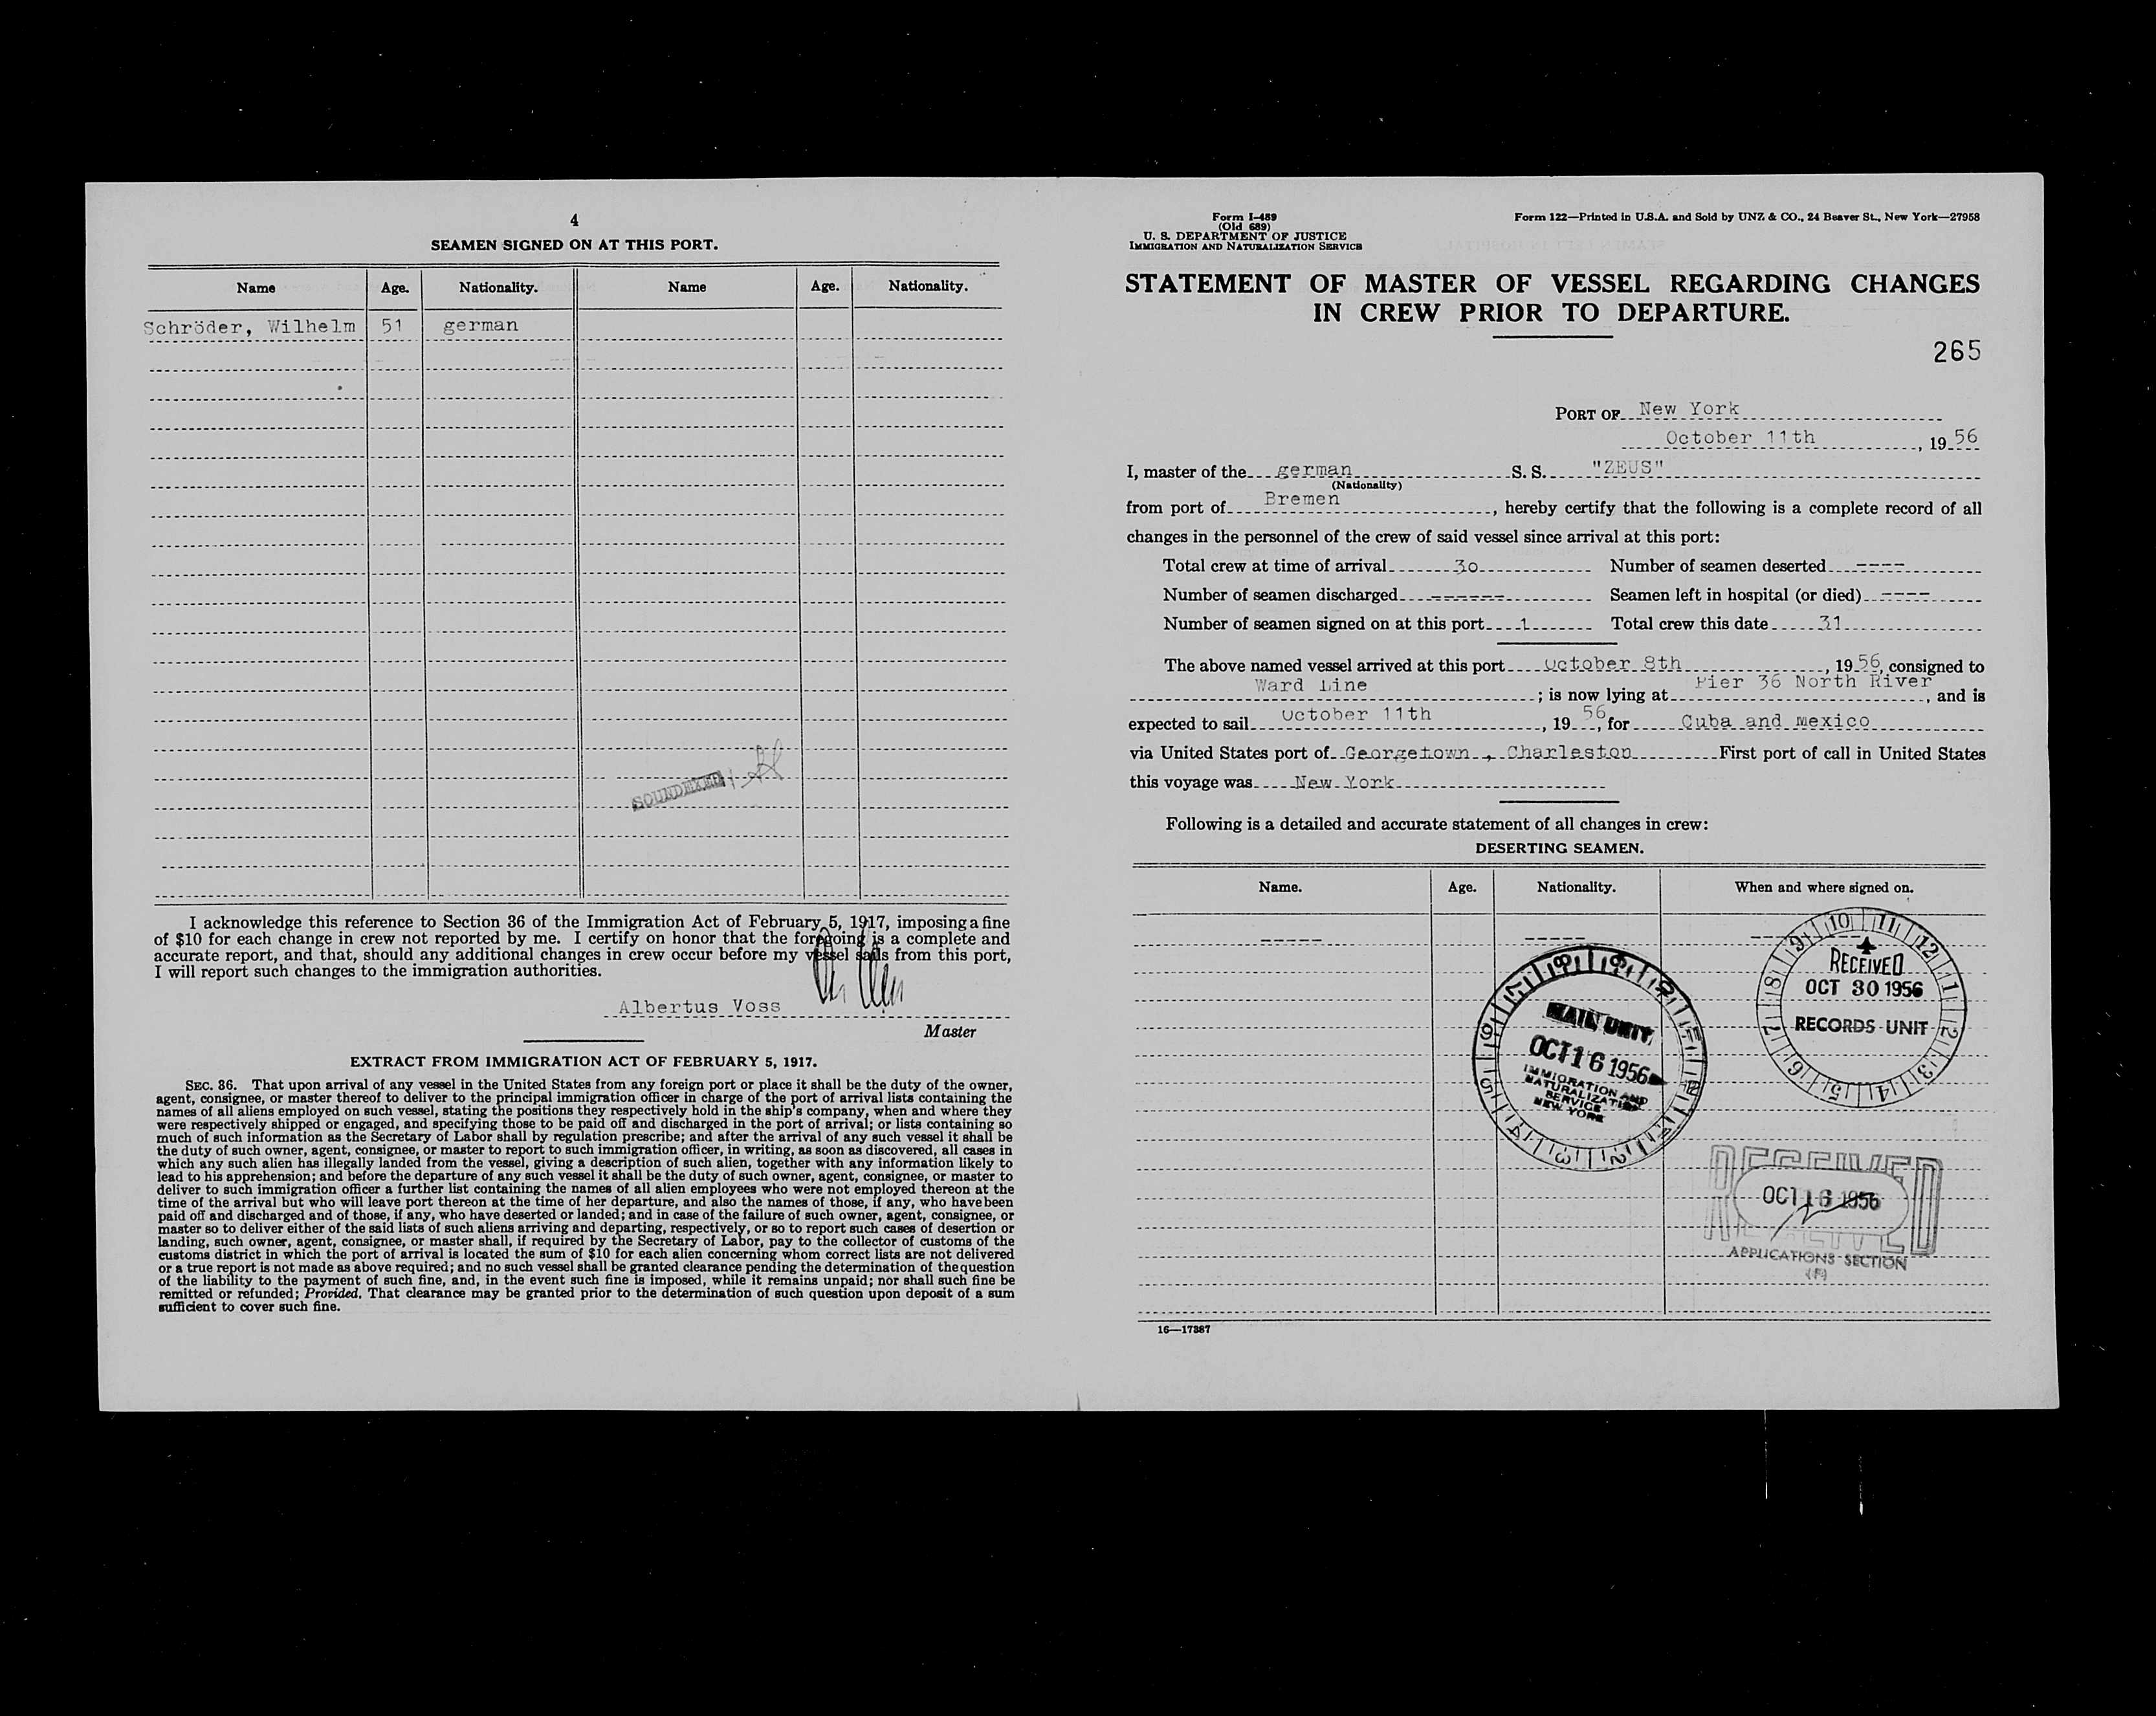 4
SEAMEN SIGNED ON AT THIS PORT.
Name Age. Nationality. Name Age. Nationality.
Schröder, Wilhelm 51 german
SOUNDEXED
I acknowledge this reference to Section 36 of the Immigration Act of February 5, 1917, imposing a fine
of $10 for each change in crew not reported by me. I certify on honor that the foregoing is a complete and
accurate report, and that, should any additional changes in crew occur before my vessel sails from this port,
I will report such changes to the immigration authorities.
Albertus Voss
Master
EXTRACT FROM IMMIGRATION ACT OF FEBRUARY 5, 1917.
SEC. 36. That upon arrival of any vessel in the United States from any foreign port or place it shall be the duty of the owner,
agent, consignee, or master thereof to deliver to the principal immigration officer in charge of the port of arrival lists containing the
names of all aliens employed on such vessel, stating the positions they respectively hold in the ship's company, when and where they
were respectively shipped or engaged, and specifying those to be paid off and discharged in the port of arrival; or lists containing so
much of such information as the Secretary of Labor shall by regulation prescribe; and after the arrival of any such vessel it shall be
the duty of such owner, agent, consignee, or master to report to such immigration officer, in writing, as soon as discovered, all cases in
which any such alien has illegally landed from the vessel, giving a description of such alien, together with any information likely to
lead to his apprehension; and before the departure of any such vessel it shall be the duty of such owner, agent, consignee, or master to
deliver to such immigration officer a further list containing the names of all alien employees who were not employed thereon at the
time of the arrival but who will leave port thereon at the time of her departure, and also the names of those, if any, who have been
paid off and discharged and of those, if any, who have deserted or landed; and in case of the failure of such owner, agent, consignee, or
master so to deliver either of the said lists of such aliens arriving and departing, respectively, or so to report such cases of desertion or
landing, such owner, agent, consignee, or master shall, if required by the Secretary of Labor, pay to the collector of customs of the
customs district in which the port of arrival is located the sum of $10 for each alien concerning whom correct lists are not delivered
or a true report is not made as above required; and no such vessel shall be granted clearance pending the determination of the question
of the liability to the payment of such fine, and, in the event such fine is imposed, while it remains unpaid; nor shall such fine be
remitted or refunded; Provided, That clearance may be granted prior to the determination of such question upon deposit of a sum
sufficient to cover such fine.
Form I-489
(Old 689)
U. S. DEPARTMENT OF JUSTICE
IMMIGRATION AND NATURALIZATION SERVICE
Form 122—Printed in U.S.A. and Sold by UNZ & CO., 24 Beaver St., New York—27958
STATEMENT OF MASTER OF VESSEL REGARDING CHANGES
IN CREW PRIOR TO DEPARTURE.
265
PORT OF New York
October 11th, 1956
I, master of the german S. S. "ZEUS"
(Nationality)
from port of Bremen, hereby certify that the following is a complete record of all
changes in the personnel of the crew of said vessel since arrival at this port:
Total crew at time of arrival 30 Number of seamen deserted ----
Number of seamen discharged ------ Seamen left in hospital (or died) ----
Number of seamen signed on at this port 1 Total crew this date 31
The above named vessel arrived at this port October 8th, 1956, consigned to
Ward Line; is now lying at Pier 36 North River, and is
expected to sail October 11th, 1956, for Cuba and mexico
via United States port of Georgetown , Charleston First port of call in United States
this voyage was New York
Following is a detailed and accurate statement of all changes in crew:
DESERTING SEAMEN.
Name. Age. Nationality. When and where signed on.
----- ----- -----
RECEIVED
OCT 30 1956
RECORDS UNIT
MAIN UNIT
OCT 16 1956
IMMIGRATION AND
NATURALIZATION
SERVICE
NEW YORK
RECEIVED
OCT 16 1956
APPLICATIONS SECTION
(F)
16—17387